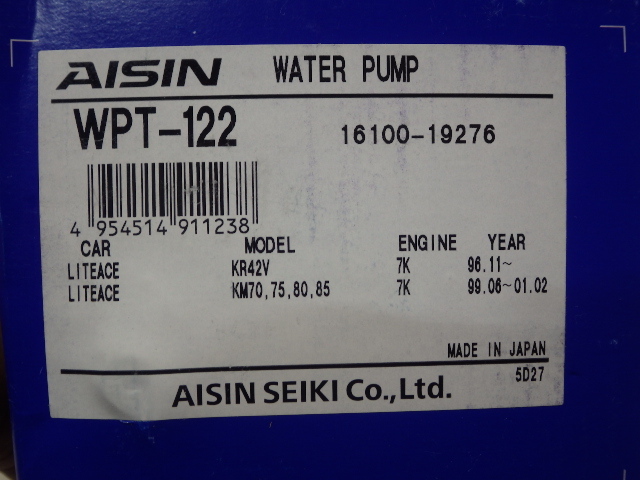 AISIN WATER PUMP
WPT-122 16100-19276
4 954514 911238
CAR MODEL ENGINE YEAR
LITEACE KR42V 7K 96.11~
LITEACE KM70,75,80,85 7K 99.06~01.02
MADE IN JAPAN
5D27
AISIN SEIKI Co.,Ltd.